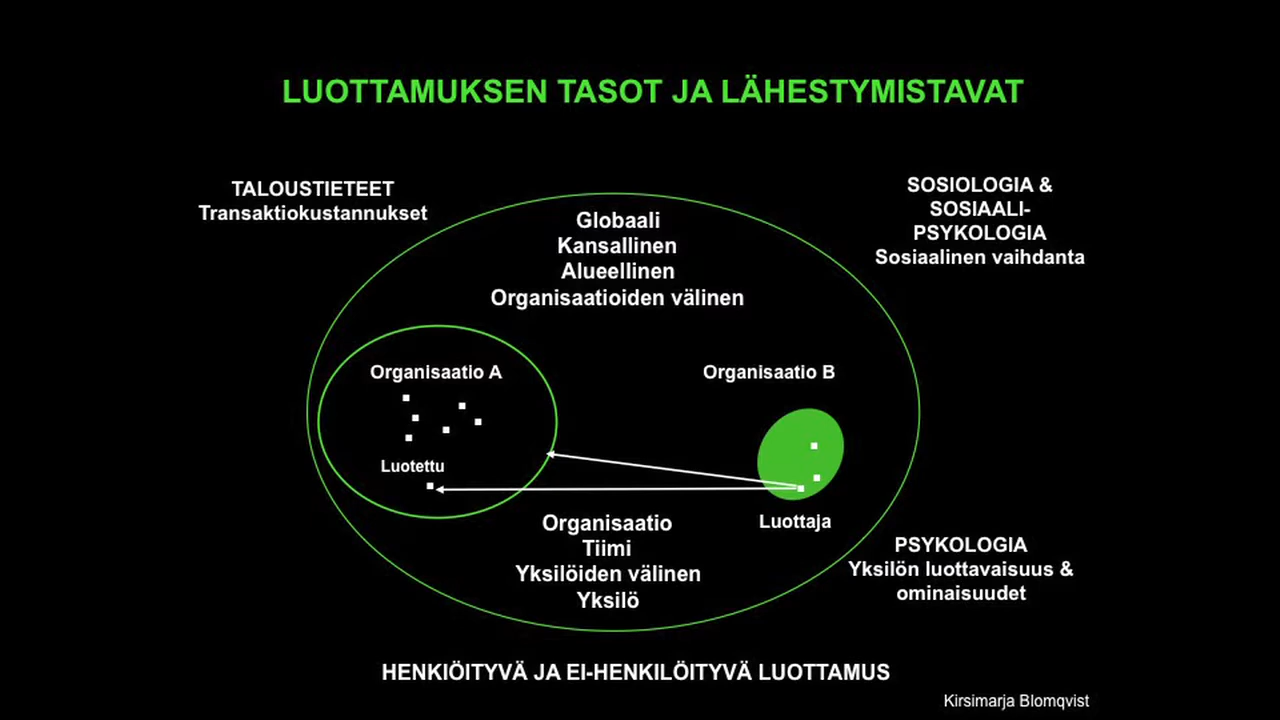 LUOTTAMUKSEN TASOT JA LÄHESTYMISTAVAT
TALOUSTIETEET
Transaktiokustannukset
SOSIOLOGIA &
SOSIAALI-
PSYKOLOGIA
Sosiaalinen vaihdanta
Globaali
Kansallinen
Alueellinen
Organisaatioiden välinen
Organisaatio A
Organisaatio B
Luotettu
Luottaja
Organisaatio
Tiimi
Yksilöiden välinen
Yksilö
PSYKOLOGIA
Yksilön luottavaisuus &
ominaisuudet
HENKIÖITYVÄ JA EI-HENKILÖITYVÄ LUOTTAMUS
Kirsimarja Blomqvist